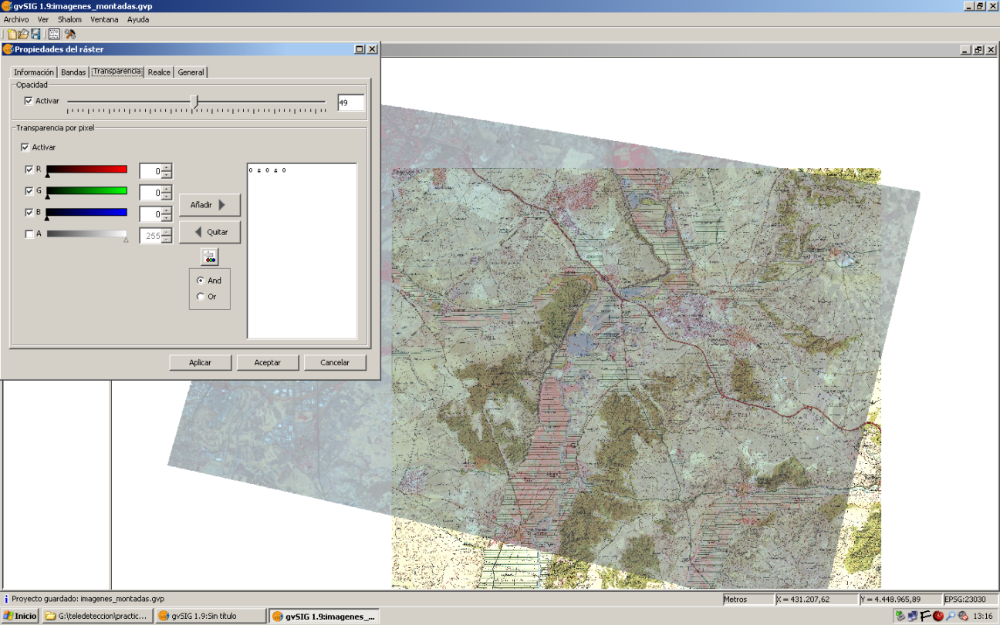 gvSIG 1.9:imagenes_montadas.gvp
Archivo Ver Shalom Ventana Ayuda
Propiedades del ráster
Información Bandas Transparencia Realce General
Opacidad
Activar 49
Transparencia por pixel
Activar
R 0
0 & 0 & 0
G 0
Añadir
B 0
Quitar
A 255
And
Or
Aplicar Aceptar Cancelar
Proyecto guardado: imagenes_montadas.gvp Metros X = 431.207,62 Y = 4.448.965,89 EPSG:23030
Inicio G:\teledeteccion\practic... gvSIG 1.9:Sin título gvSIG 1.9:imagenes_... 13:16